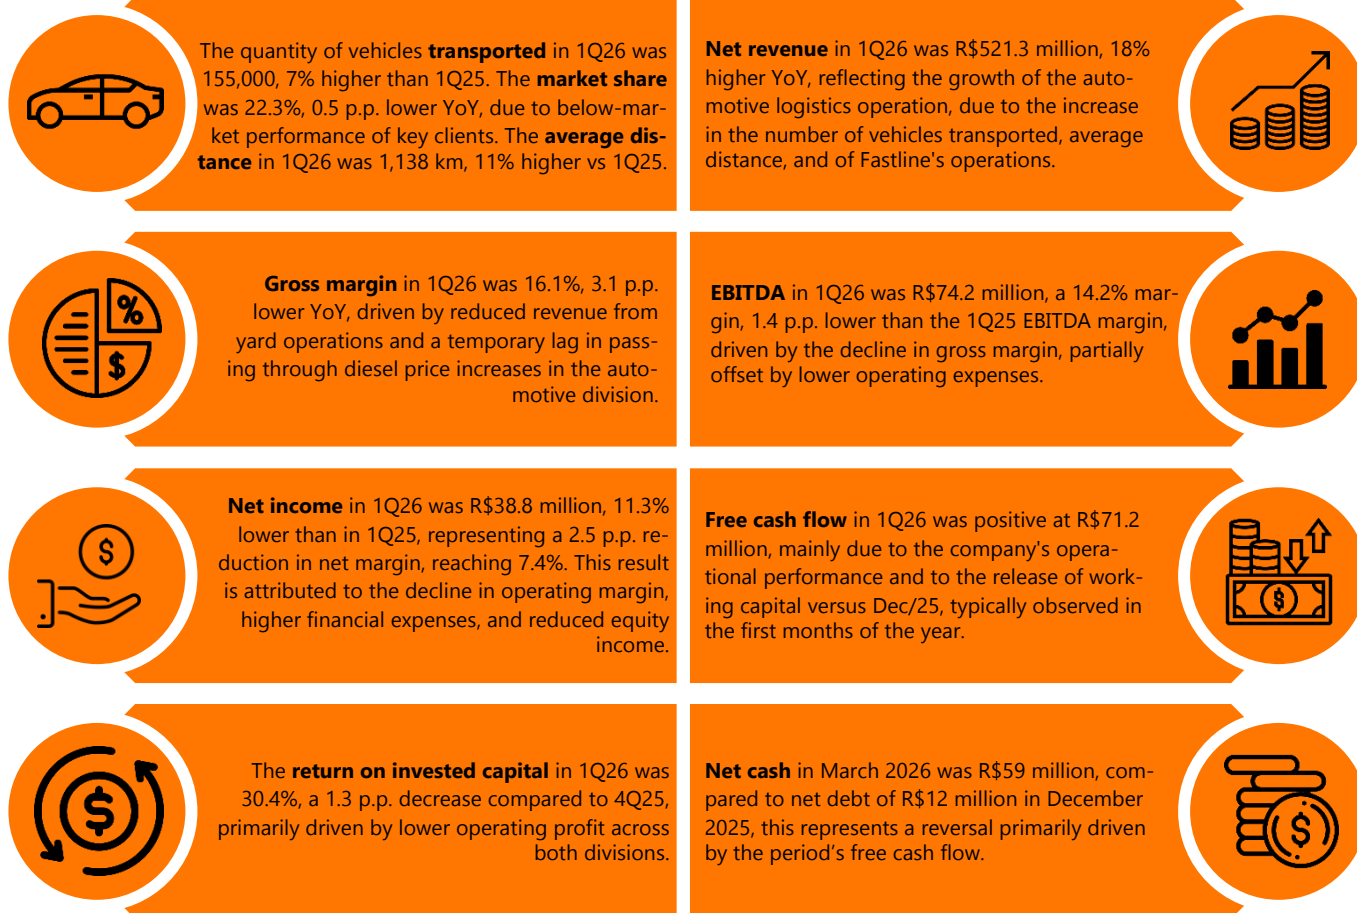 The quantity of vehicles transported in 1Q26 was
155,000, 7% higher than 1Q25. The market share
was 22.3%, 0.5 p.p. lower YoY, due to below-mar-
ket performance of key clients. The average dis-
tance in 1Q26 was 1,138 km, 11% higher vs 1Q25.
Net revenue in 1Q26 was R$521.3 million, 18%
higher YoY, reflecting the growth of the auto-
motive logistics operation, due to the increase
in the number of vehicles transported, average
distance, and of Fastline's operations.
%
$
Gross margin in 1Q26 was 16.1%, 3.1 p.p.
lower YoY, driven by reduced revenue from
yard operations and a temporary lag in pass-
ing through diesel price increases in the auto-
motive division.
EBITDA in 1Q26 was R$74.2 million, a 14.2% mar-
gin, 1.4 p.p. lower than the 1Q25 EBITDA margin,
driven by the decline in gross margin, partially
offset by lower operating expenses.
$
Net income in 1Q26 was R$38.8 million, 11.3%
lower than in 1Q25, representing a 2.5 p.p. re-
duction in net margin, reaching 7.4%. This result
is attributed to the decline in operating margin,
higher financial expenses, and reduced equity
income.
Free cash flow in 1Q26 was positive at R$71.2
million, mainly due to the company's opera-
tional performance and to the release of work-
ing capital versus Dec/25, typically observed in
the first months of the year.
$
$
The return on invested capital in 1Q26 was
30.4%, a 1.3 p.p. decrease compared to 4Q25,
primarily driven by lower operating profit across
both divisions.
Net cash in March 2026 was R$59 million, com-
pared to net debt of R$12 million in December
2025, this represents a reversal primarily driven
by the period's free cash flow.
$